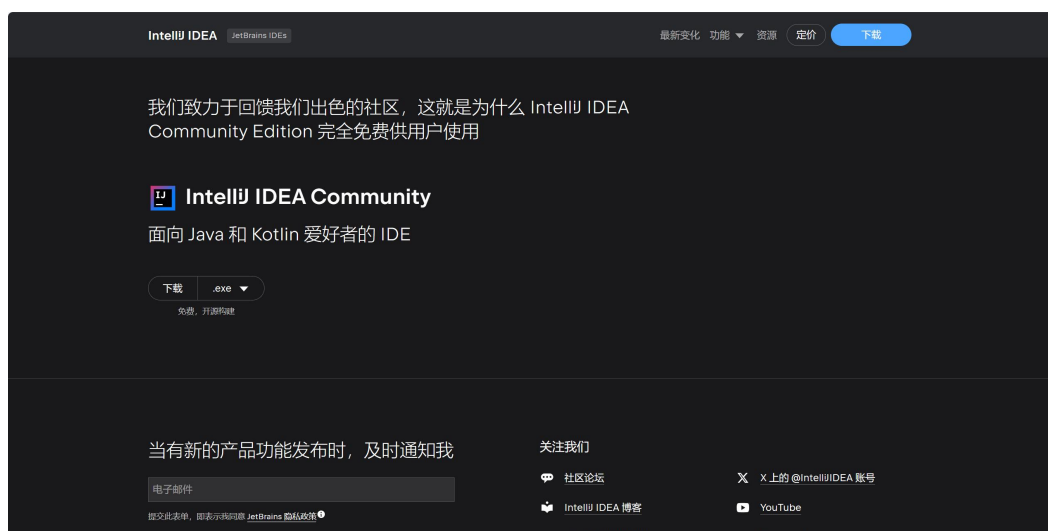 IntelliJ IDEA JetBrains IDEs 最新变化 功能 资源 定价 下载
我们致力于回馈我们出色的社区，这就是为什么 IntelliJ IDEA
Community Edition 完全免费供用户使用
IJ IntelliJ IDEA Community
面向 Java 和 Kotlin 爱好者的 IDE
下载 .exe
免费，开源构建
当有新的产品功能发布时，及时通知我
电子邮件
提交此表单，即表示我同意 JetBrains 隐私政策
关注我们
社区论坛
X 上的 @IntelliJIDEA 账号
IntelliJ IDEA 博客
YouTube